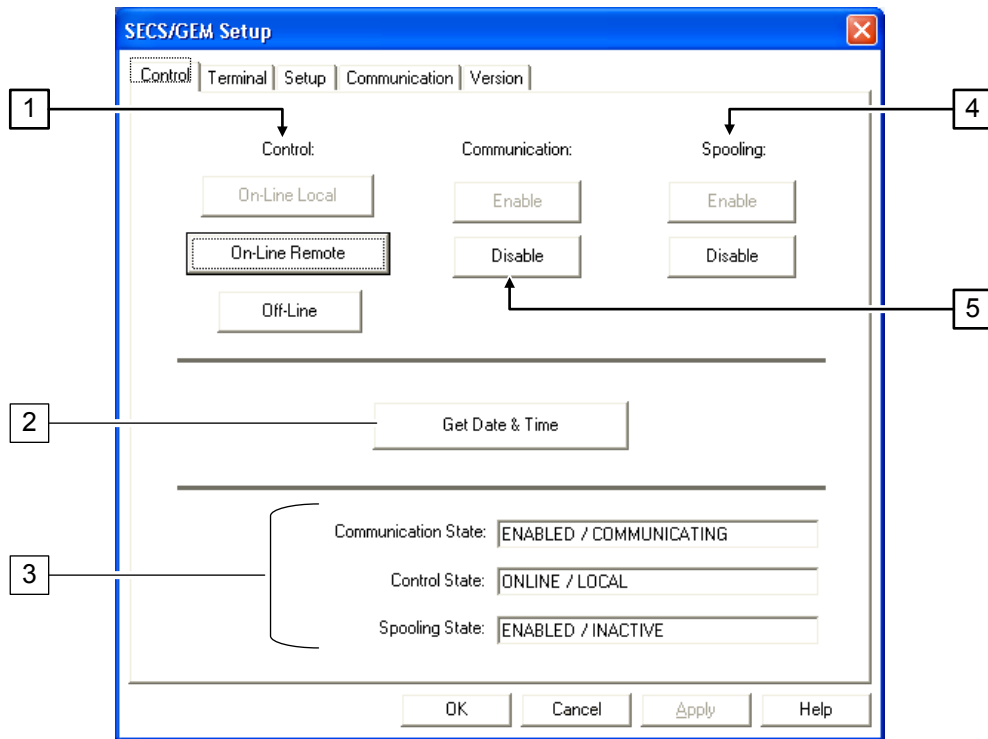 SECS/GEM Setup
Control Terminal Setup Communication Version
1
4
Control: Communication: Spooling:
On-Line Local Enable Enable
On-Line Remote Disable Disable
Off-Line
5
2
Get Date & Time
Communication State: ENABLED / COMMUNICATING
3
Control State: ONLINE / LOCAL
Spooling State: ENABLED / INACTIVE
OK Cancel Apply Help